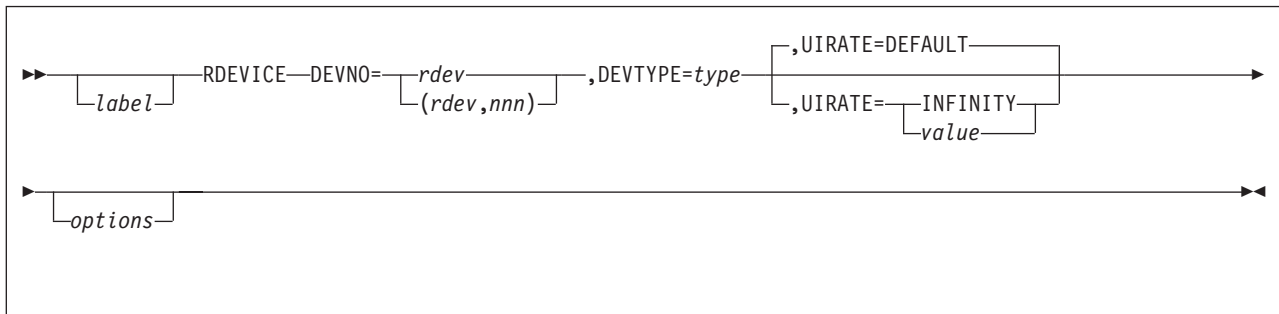 ,UIRATE=DEFAULT
RDEVICE DEVNO= rdev ,DEVTYPE=type
label (rdev,nnn) ,UIRATE= INFINITY
value
options